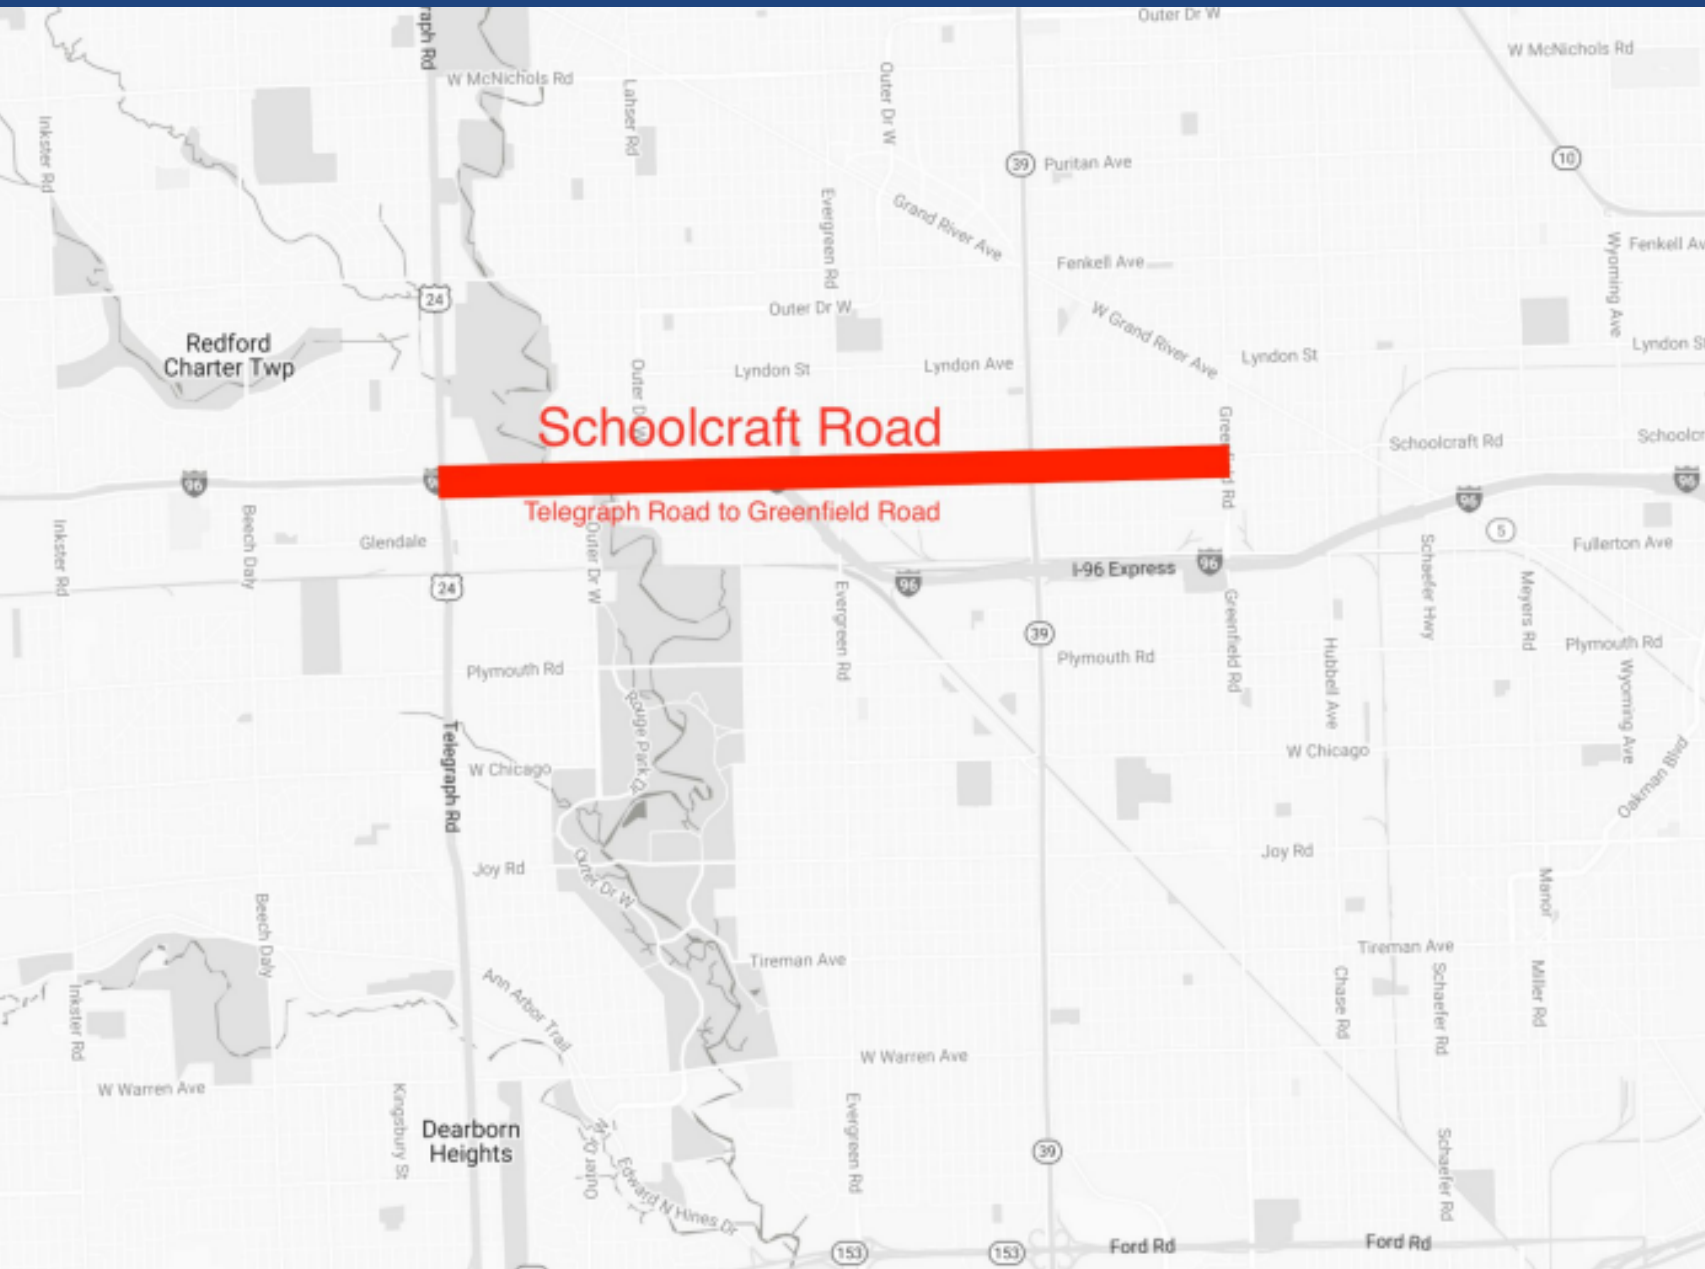 Outer Dr W
raph Rd
W McNichols Rd
W McNichols Rd
Lahser Rd
Outer Dr W
Inkster Rd
39
Puritan Ave
10
Evergreen Rd
Grand River Ave
Fenkell Ave
Wyoming Ave
Fenkell Av
24
Outer Dr W
W Grand River Ave
Redford
Charter Twp
Lyndon St
Lyndon Ave
Lyndon St
Lyndon St
Outer Dr W
Schoolcraft Road
Schoolcraft Rd
Schoolcr
96
96
96
Telegraph Road to Greenfield Road
Inkster Rd
Beech Daly
Glendale
Outer Dr W
5
Fullerton Ave
24
96
I-96 Express
96
Evergreen Rd
Greenfield Rd
Schaefer Hwy
Meyers Rd
39
Plymouth Rd
Plymouth Rd
Plymouth Rd
Hubbell Ave
Wyoming Ave
Rouge Park Dr
Telegraph Rd
W Chicago
W Chicago
Oakman Blvd
Joy Rd
Joy Rd
Outer Dr W
Manor
Beech Daly
Tireman Ave
Tireman Ave
Ann Arbor Trail
Inkster Rd
Chase Rd
Schaefer Rd
Miller Rd
W Warren Ave
W Warren Ave
Kingsbury St
Dearborn
Heights
Evergreen Rd
39
Schaefer Rd
Outer Dr
Edward N Hines Dr
153
153
Ford Rd
Ford Rd